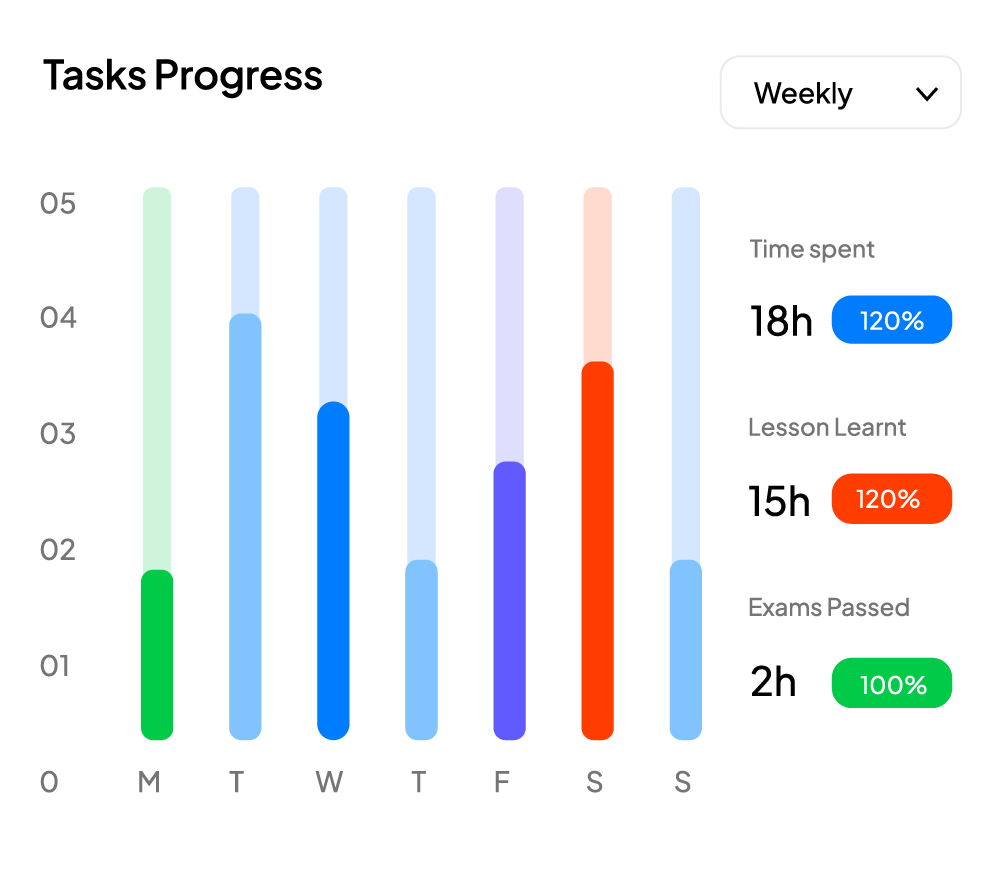 Tasks Progress
Weekly
05
04
03
02
01
0
M T W T F S S
Time spent
18h 120%
Lesson Learnt
15h 120%
Exams Passed
2h 100%